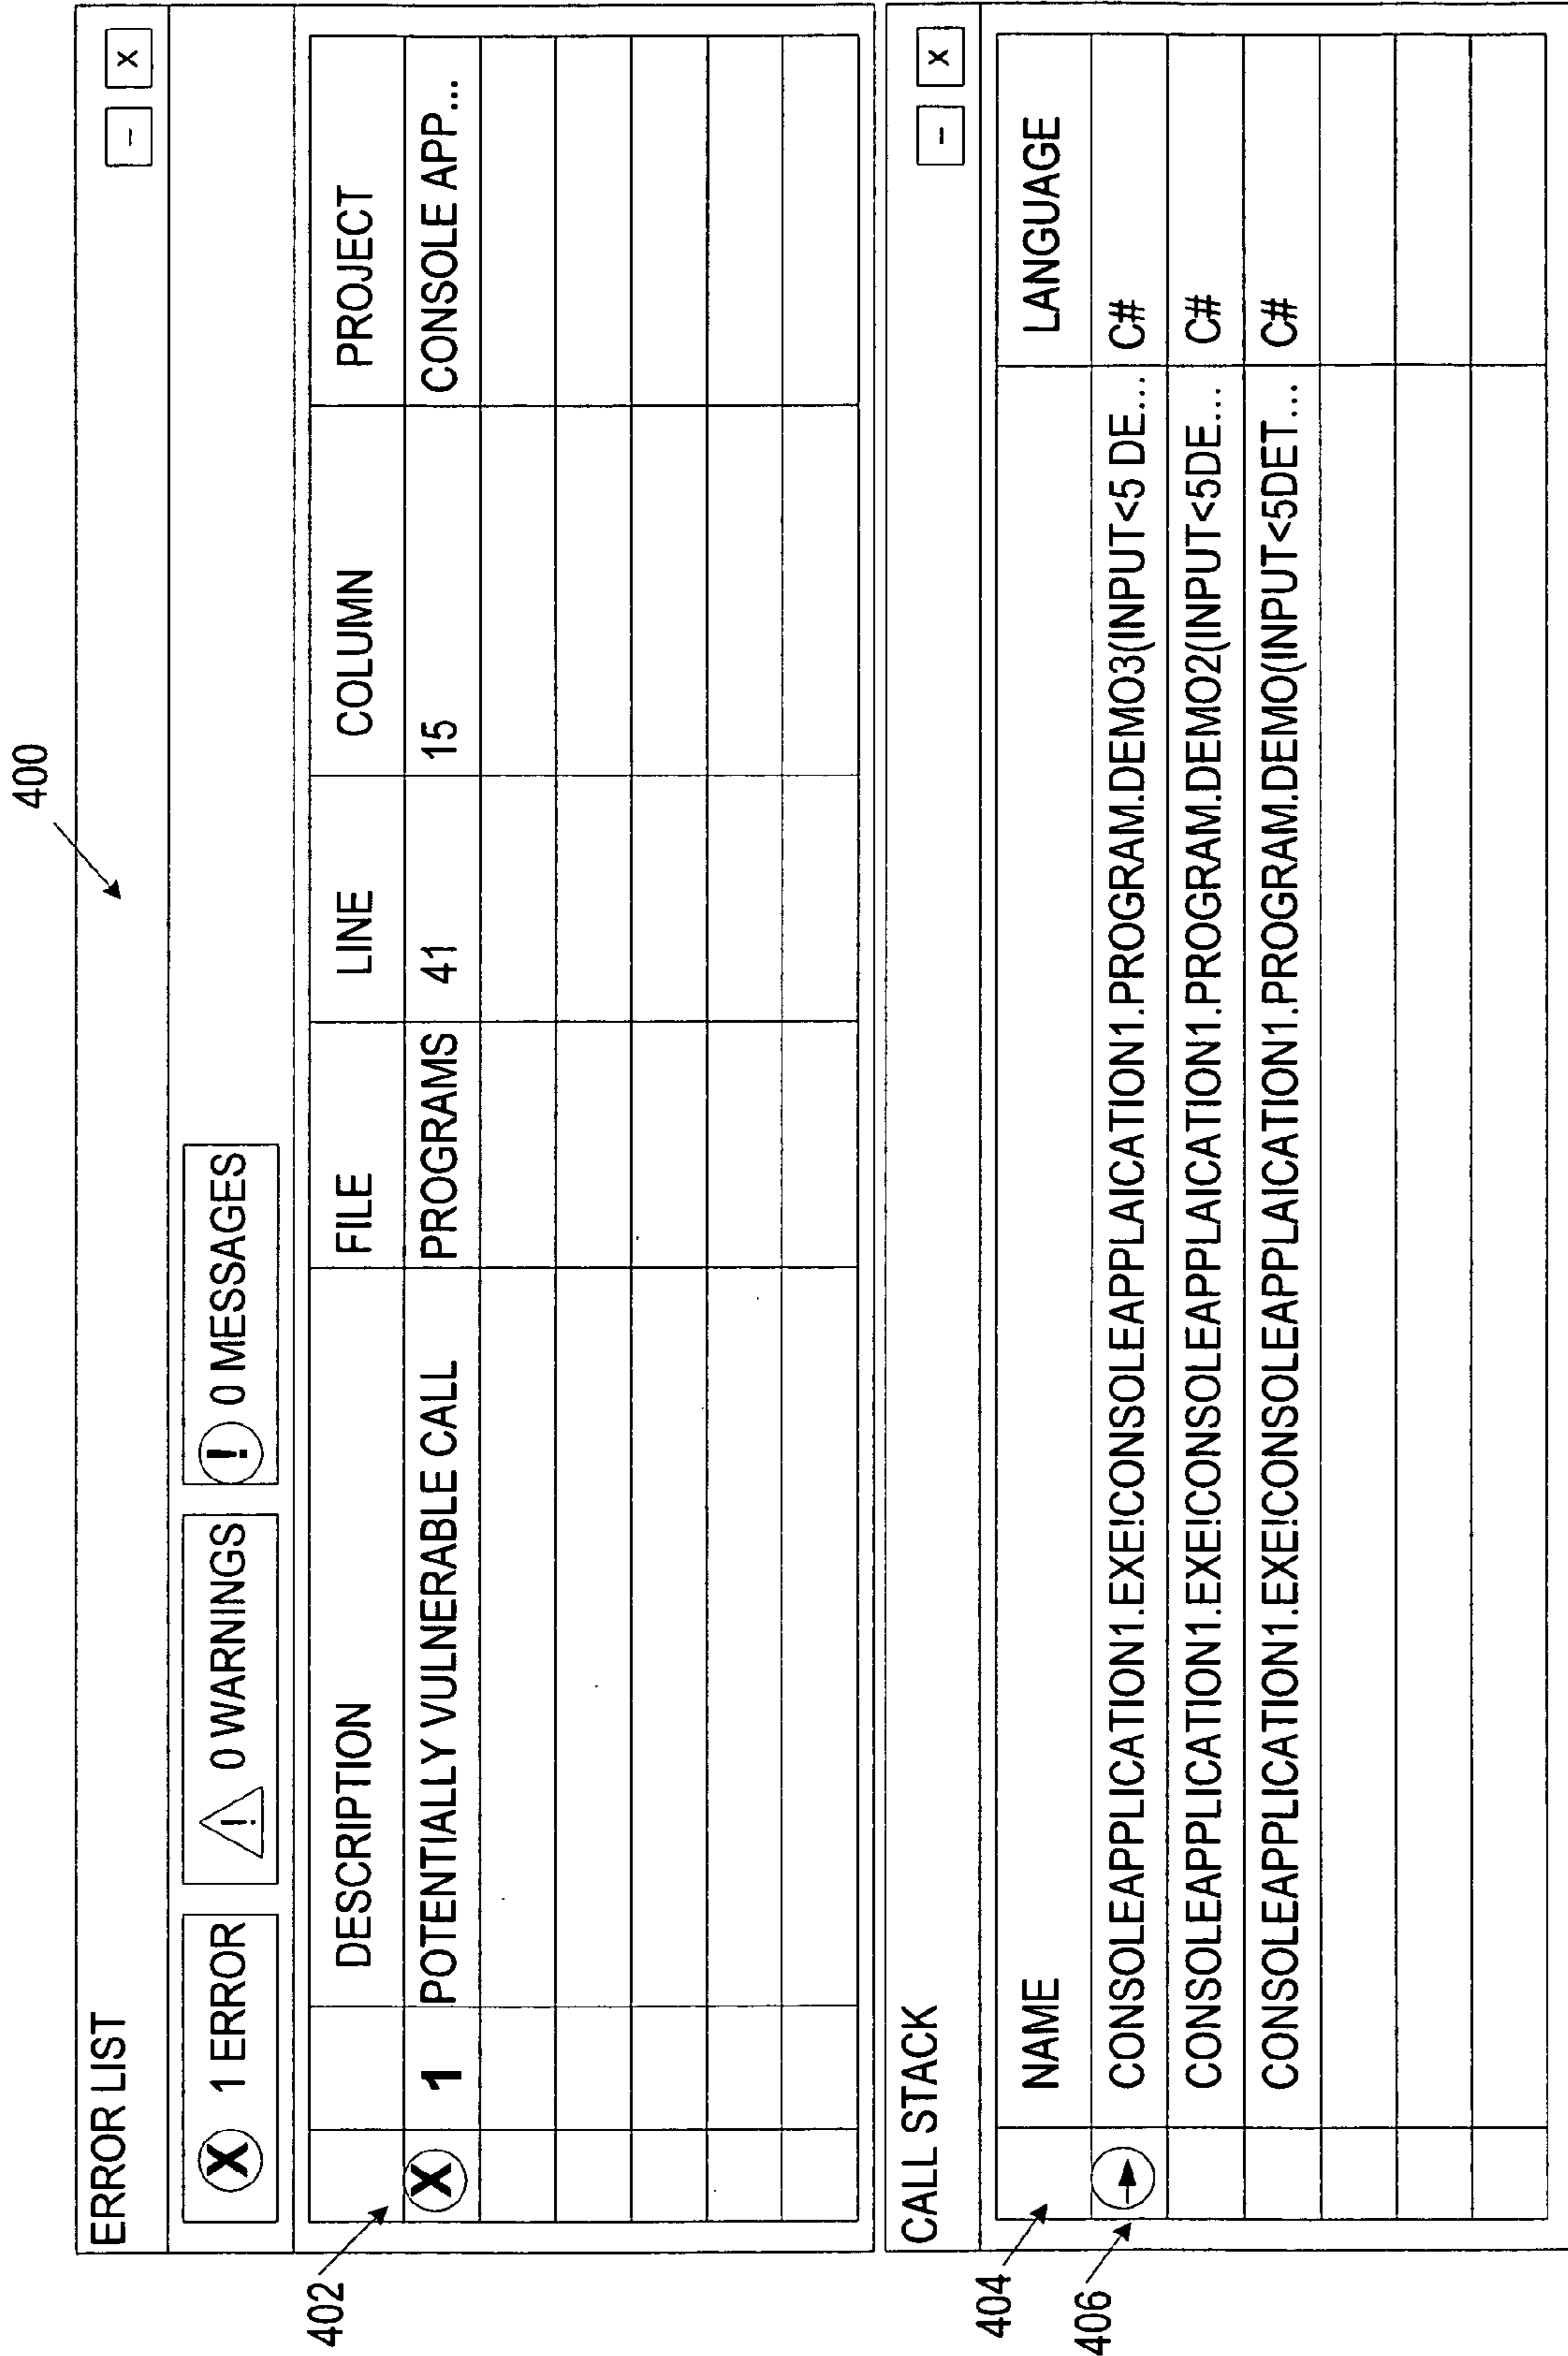 400
ERROR LIST
- x
X 1 ERROR ! 0 WARNINGS ! 0 MESSAGES
DESCRIPTION FILE LINE COLUMN PROJECT
402
X 1 POTENTIALLY VULNERABLE CALL PROGRAMS 41 15 CONSOLE APP...
CALL STACK
- x
404
NAME LANGUAGE
406
CONSOLEAPPLICATION1.EXE!CONSOLEAPPLAICATION1.PROGRAM.DEMO3(INPUT<5 DE... C#
CONSOLEAPPLICATION1.EXE!CONSOLEAPPLAICATION1.PROGRAM.DEMO2(INPUT<5DE... C#
CONSOLEAPPLICATION1.EXE!CONSOLEAPPLAICATION1.PROGRAM.DEMO(INPUT<5DET... C#